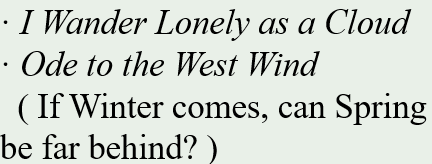 · I Wander Lonely as a Cloud
· Ode to the West Wind
( If Winter comes, can Spring
be far behind? )